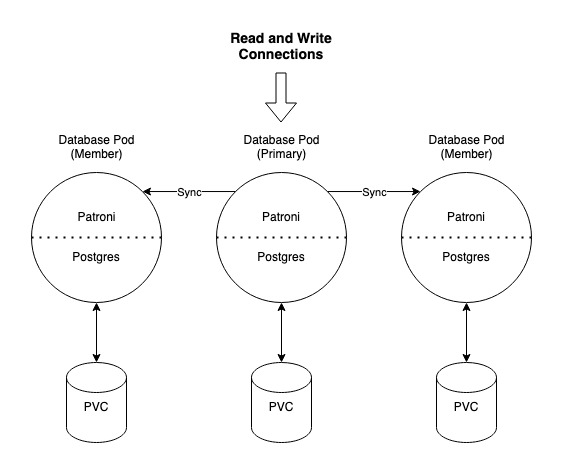 Read and Write
Connections
Database Pod
(Member)
Database Pod
(Primary)
Database Pod
(Member)
Sync
Sync
Patroni
Patroni
Patroni
Postgres
Postgres
Postgres
PVC
PVC
PVC